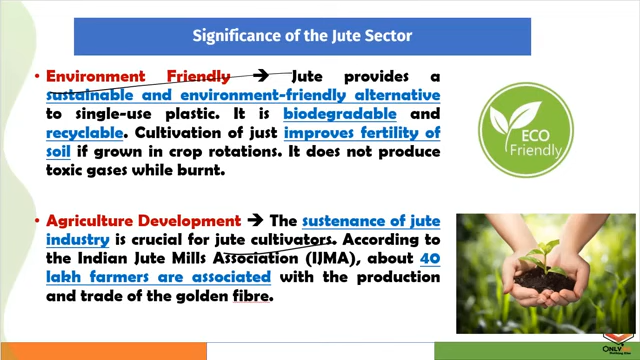 Significance of the Jute Sector
• Environment Friendly ➔ Jute provides a
sustainable and environment-friendly alternative
to single-use plastic. It is biodegradable and
recyclable. Cultivation of just improves fertility of
soil if grown in crop rotations. It does not produce
toxic gases while burnt.
ECO
Friendly
• Agriculture Development ➔ The sustenance of jute
industry is crucial for jute cultivators. According to
the Indian Jute Mills Association (IJMA), about 40
lakh farmers are associated with the production
and trade of the golden fibre.
ONLY